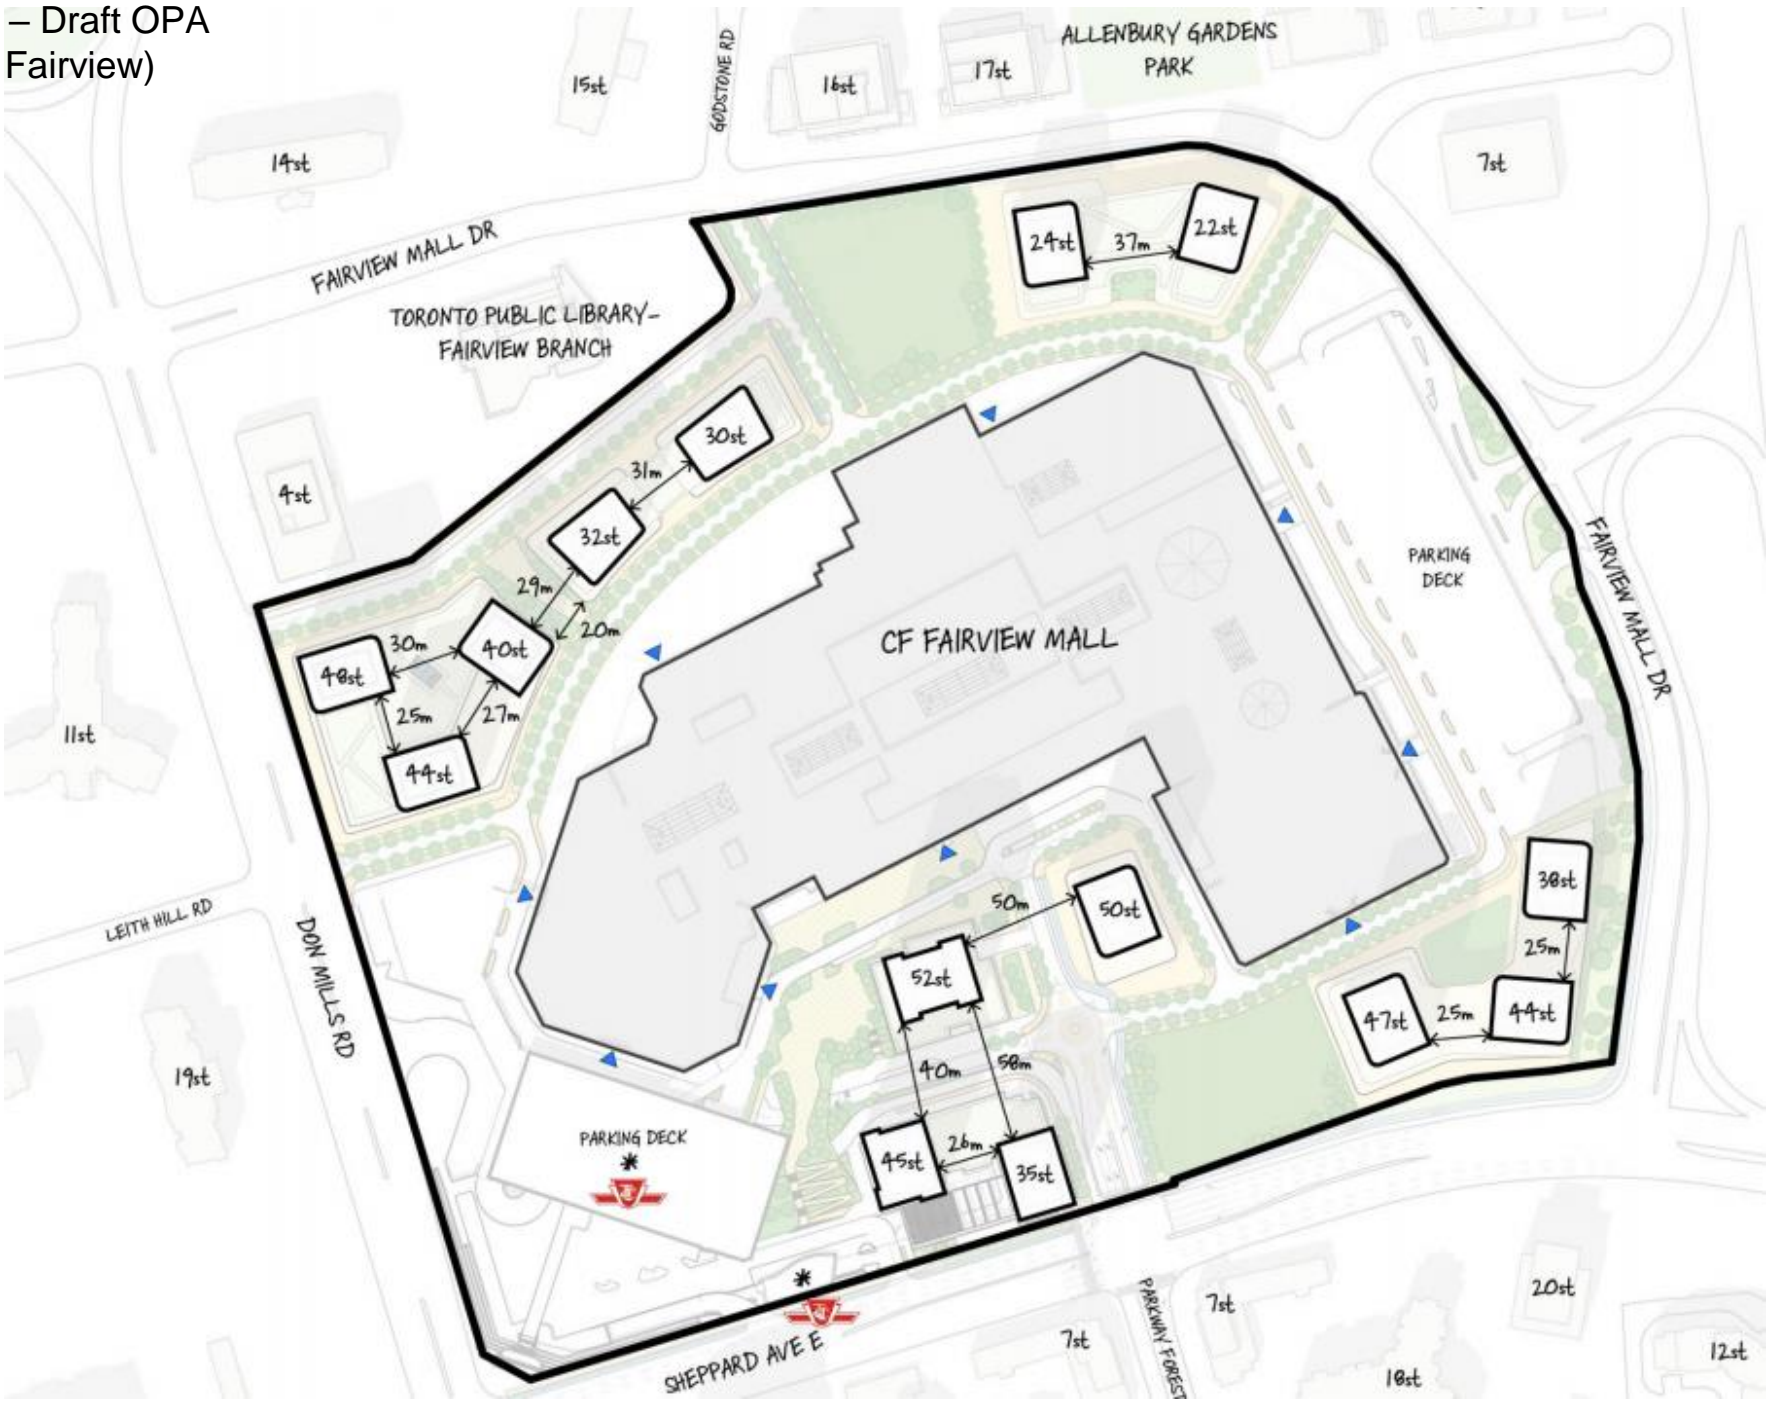 – Draft OPA
Fairview)
ALLENBURY GARDENS
PARK
GODSTONE RD
15st
16st
17st
14st
7st
FAIRVIEW MALL DR
24st
37m
22st
TORONTO PUBLIC LIBRARY-
FAIRVIEW BRANCH
30st
31m
4st
32st
29m
20m
PARKING
DECK
FAIRVIEW MALL DR
30m
40st
48st
CF FAIRVIEW MALL
25m
27m
11st
44st
38st
50m
50st
LEITH HILL RD
DON MILLS RD
52st
25m
47st
25m
44st
19st
40m
58m
PARKING DECK
*
45st
26m
35st
*
SHEPPARD AVE E
PARKWAY FOREST
7st
7st
20st
12st
18st